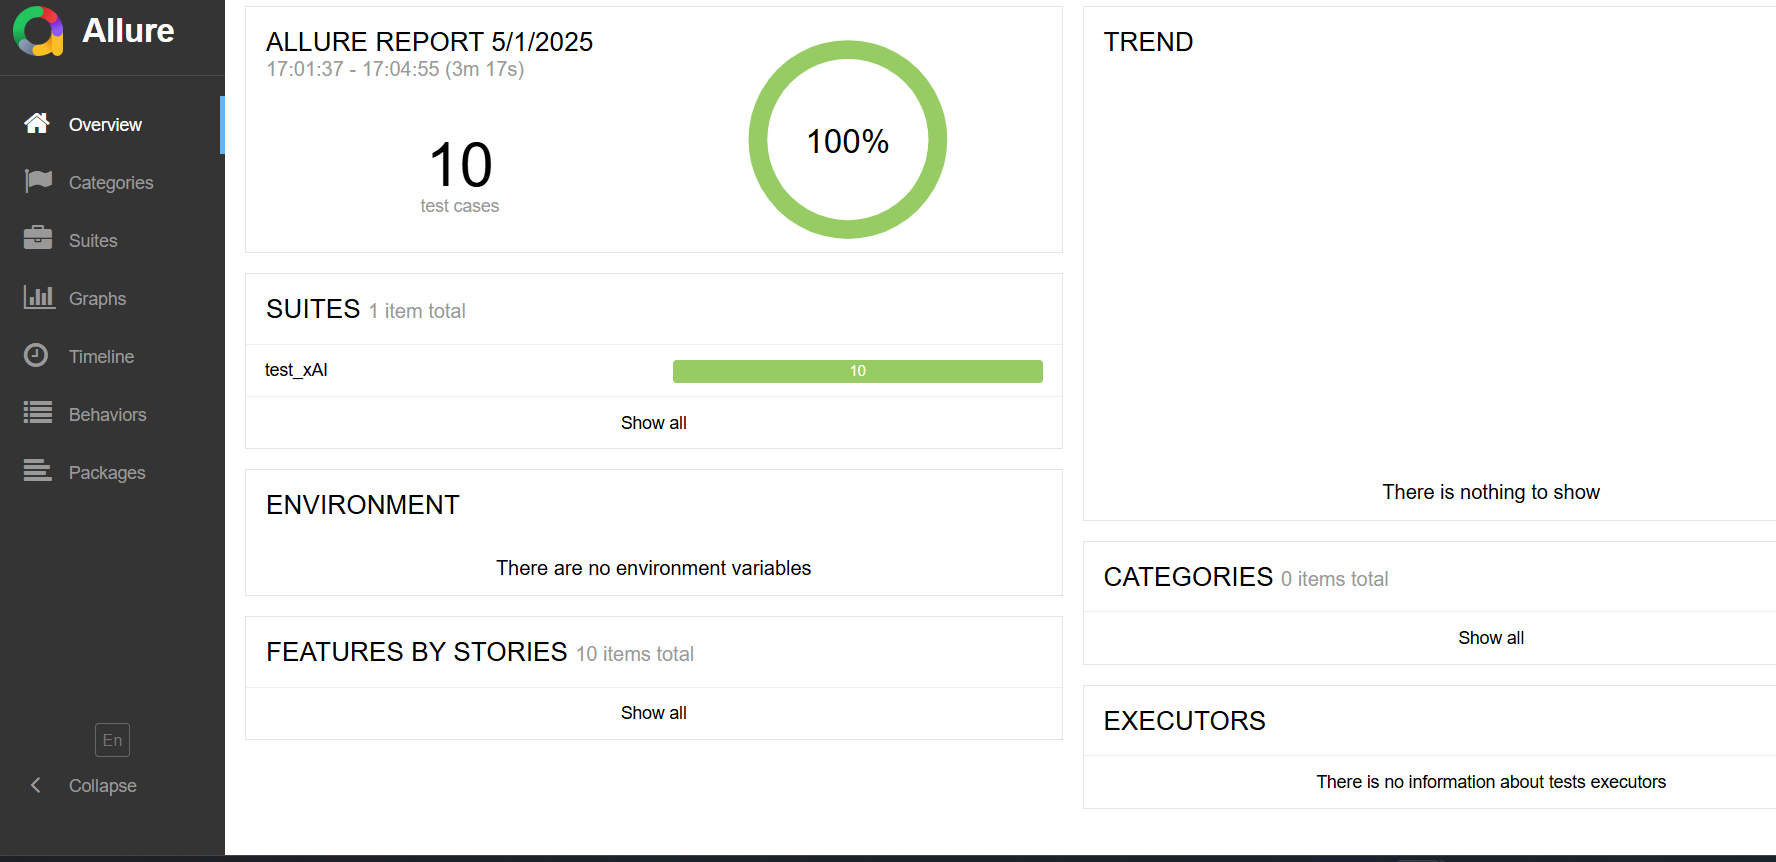 Allure
Overview
Categories
Suites
Graphs
Timeline
Behaviors
Packages
En
Collapse
ALLURE REPORT 5/1/2025
17:01:37 - 17:04:55 (3m 17s)
10
test cases
100%
SUITES 1 item total
test_xAI 10
Show all
ENVIRONMENT
There are no environment variables
FEATURES BY STORIES 10 items total
Show all
TREND
There is nothing to show
CATEGORIES 0 items total
Show all
EXECUTORS
There is no information about tests executors